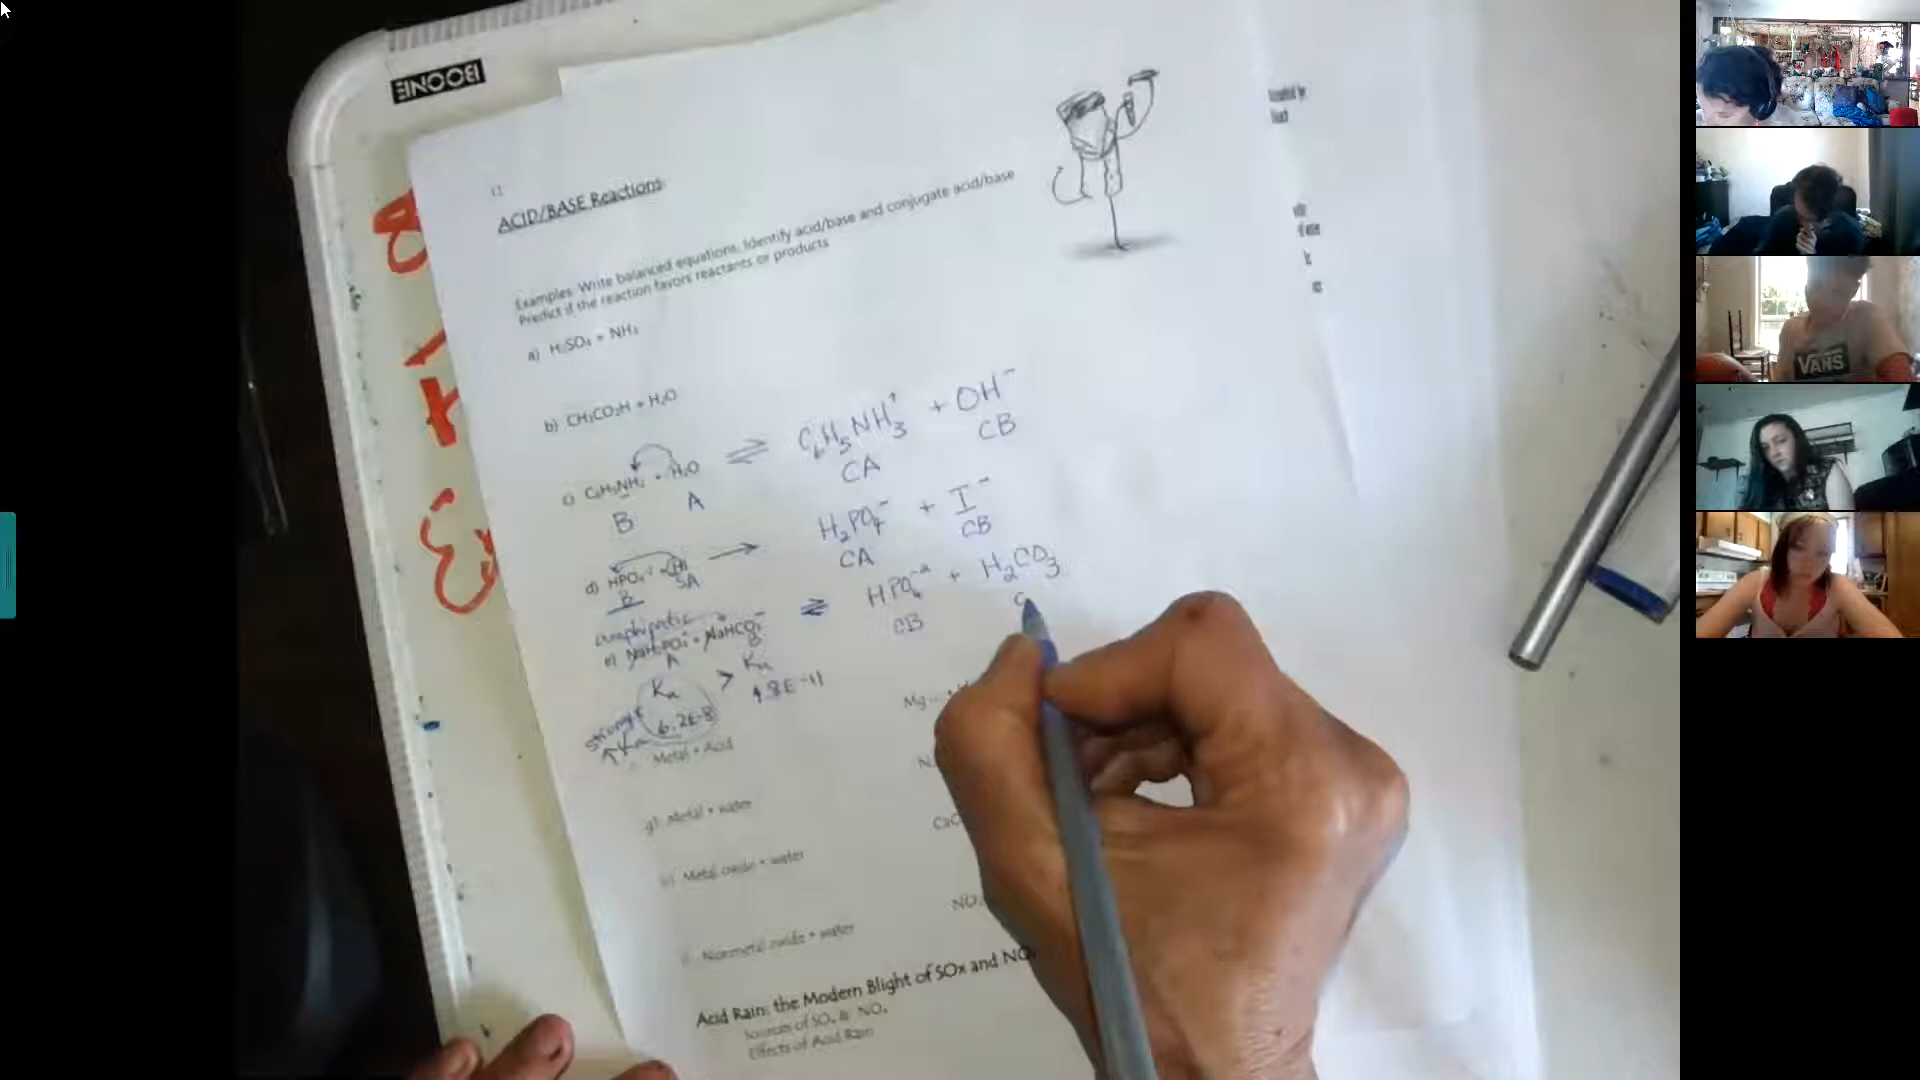 BOONE
12
ACID/BASE Reactions
Examples: Write balanced equations. Identify acid/base and conjugate acid/base
Predict if the reaction favors reactants or products
a) H₂SO₄ + NH₃
b) CH₃CO₂H + H₂O
c) C₆H₅NH₂ + H₂O ⇌ C₆H₅NH₃⁺ + OH⁻
B A CA CB
d) HPO₄⁻² + HI → H₂PO₄⁻ + I⁻
B SA CA CB
amphipratic
e) NaH₂PO₄ + NaHCO₃ ⇌ HPO₄⁻² + H₂CO₃
A CB
Ka > Ka
6.2E-8 4.8E-11
↑ Ka
Metal + Acid
Mg
g) Metal + water
h) Metal oxide + water
i) Nonmetal oxide + water
Acid Rain: the Modern Blight of SOx and NOx
Sources of SOₓ & NOₓ
Effects of Acid Rain
VANS